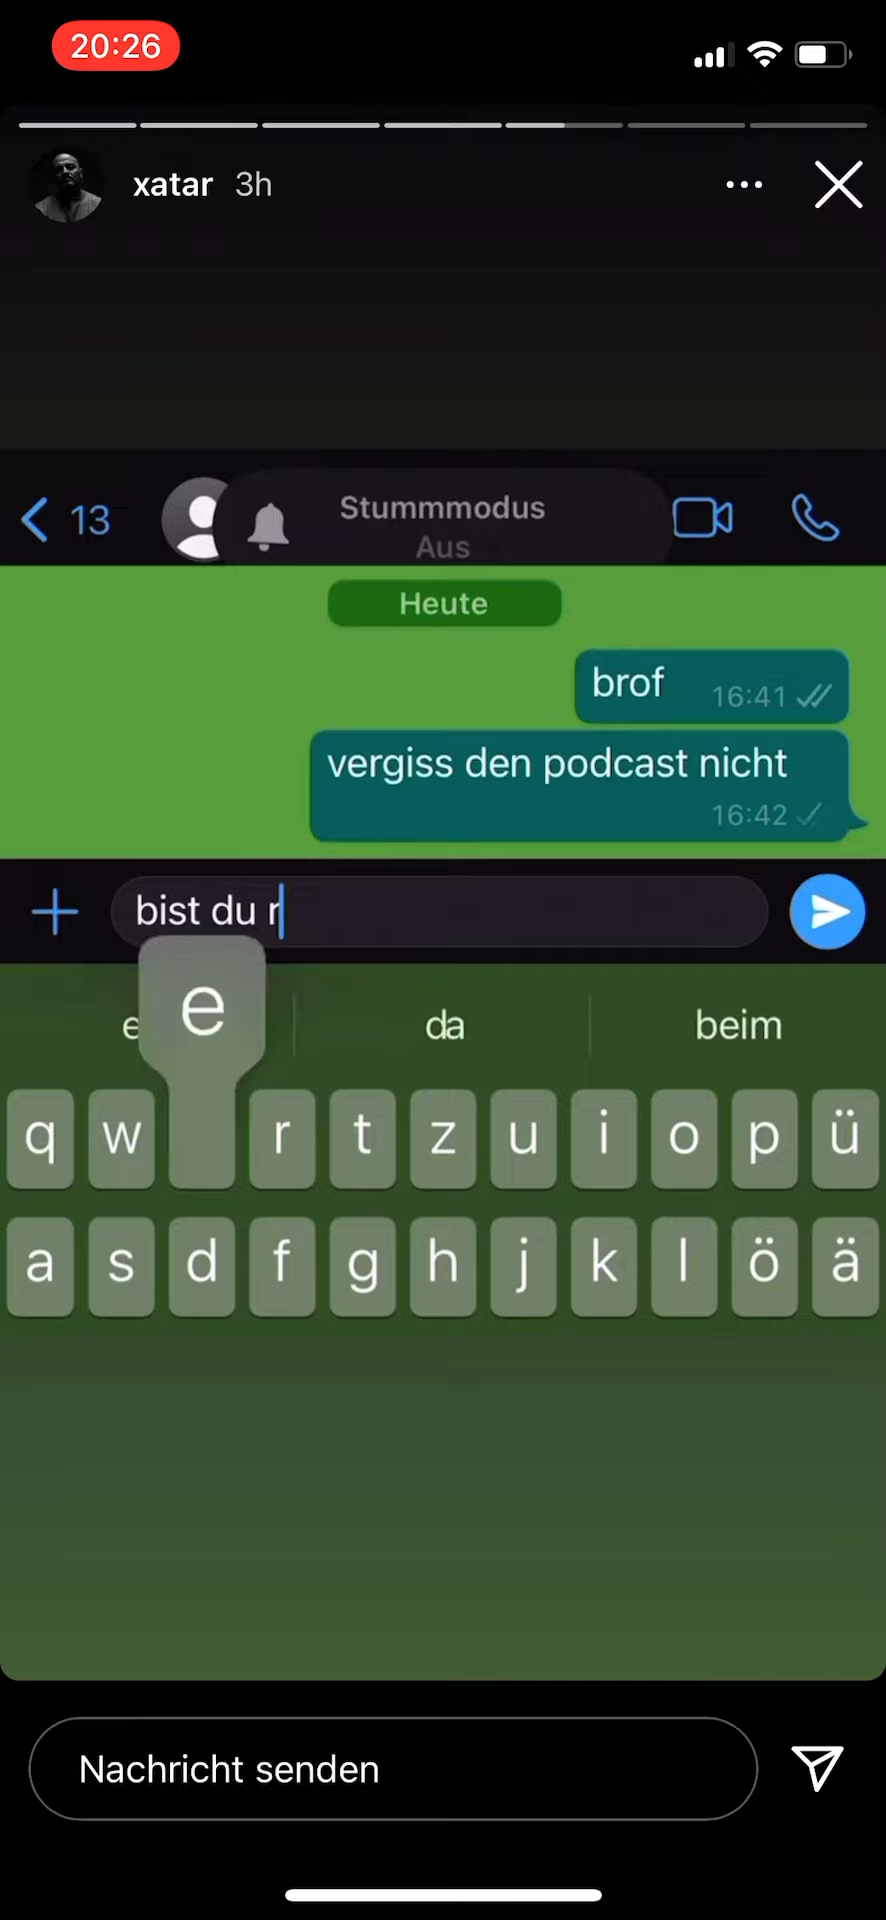 20:26
xatar 3h
13
Stummmodus
Aus
Heute
brof 16:41
vergiss den podcast nicht
16:42
bist du r
e
da beim
q w r t z u i o p ü
a s d f g h j k l ö ä
Nachricht senden